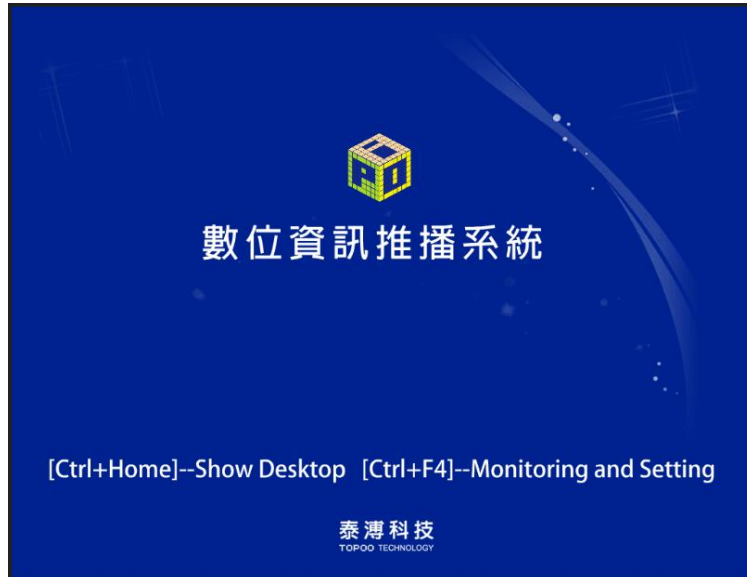 數位資訊推播系統
[Ctrl+Home]--Show Desktop [Ctrl+F4]--Monitoring and Setting
泰溥科技
TOPOO TECHNOLOGY